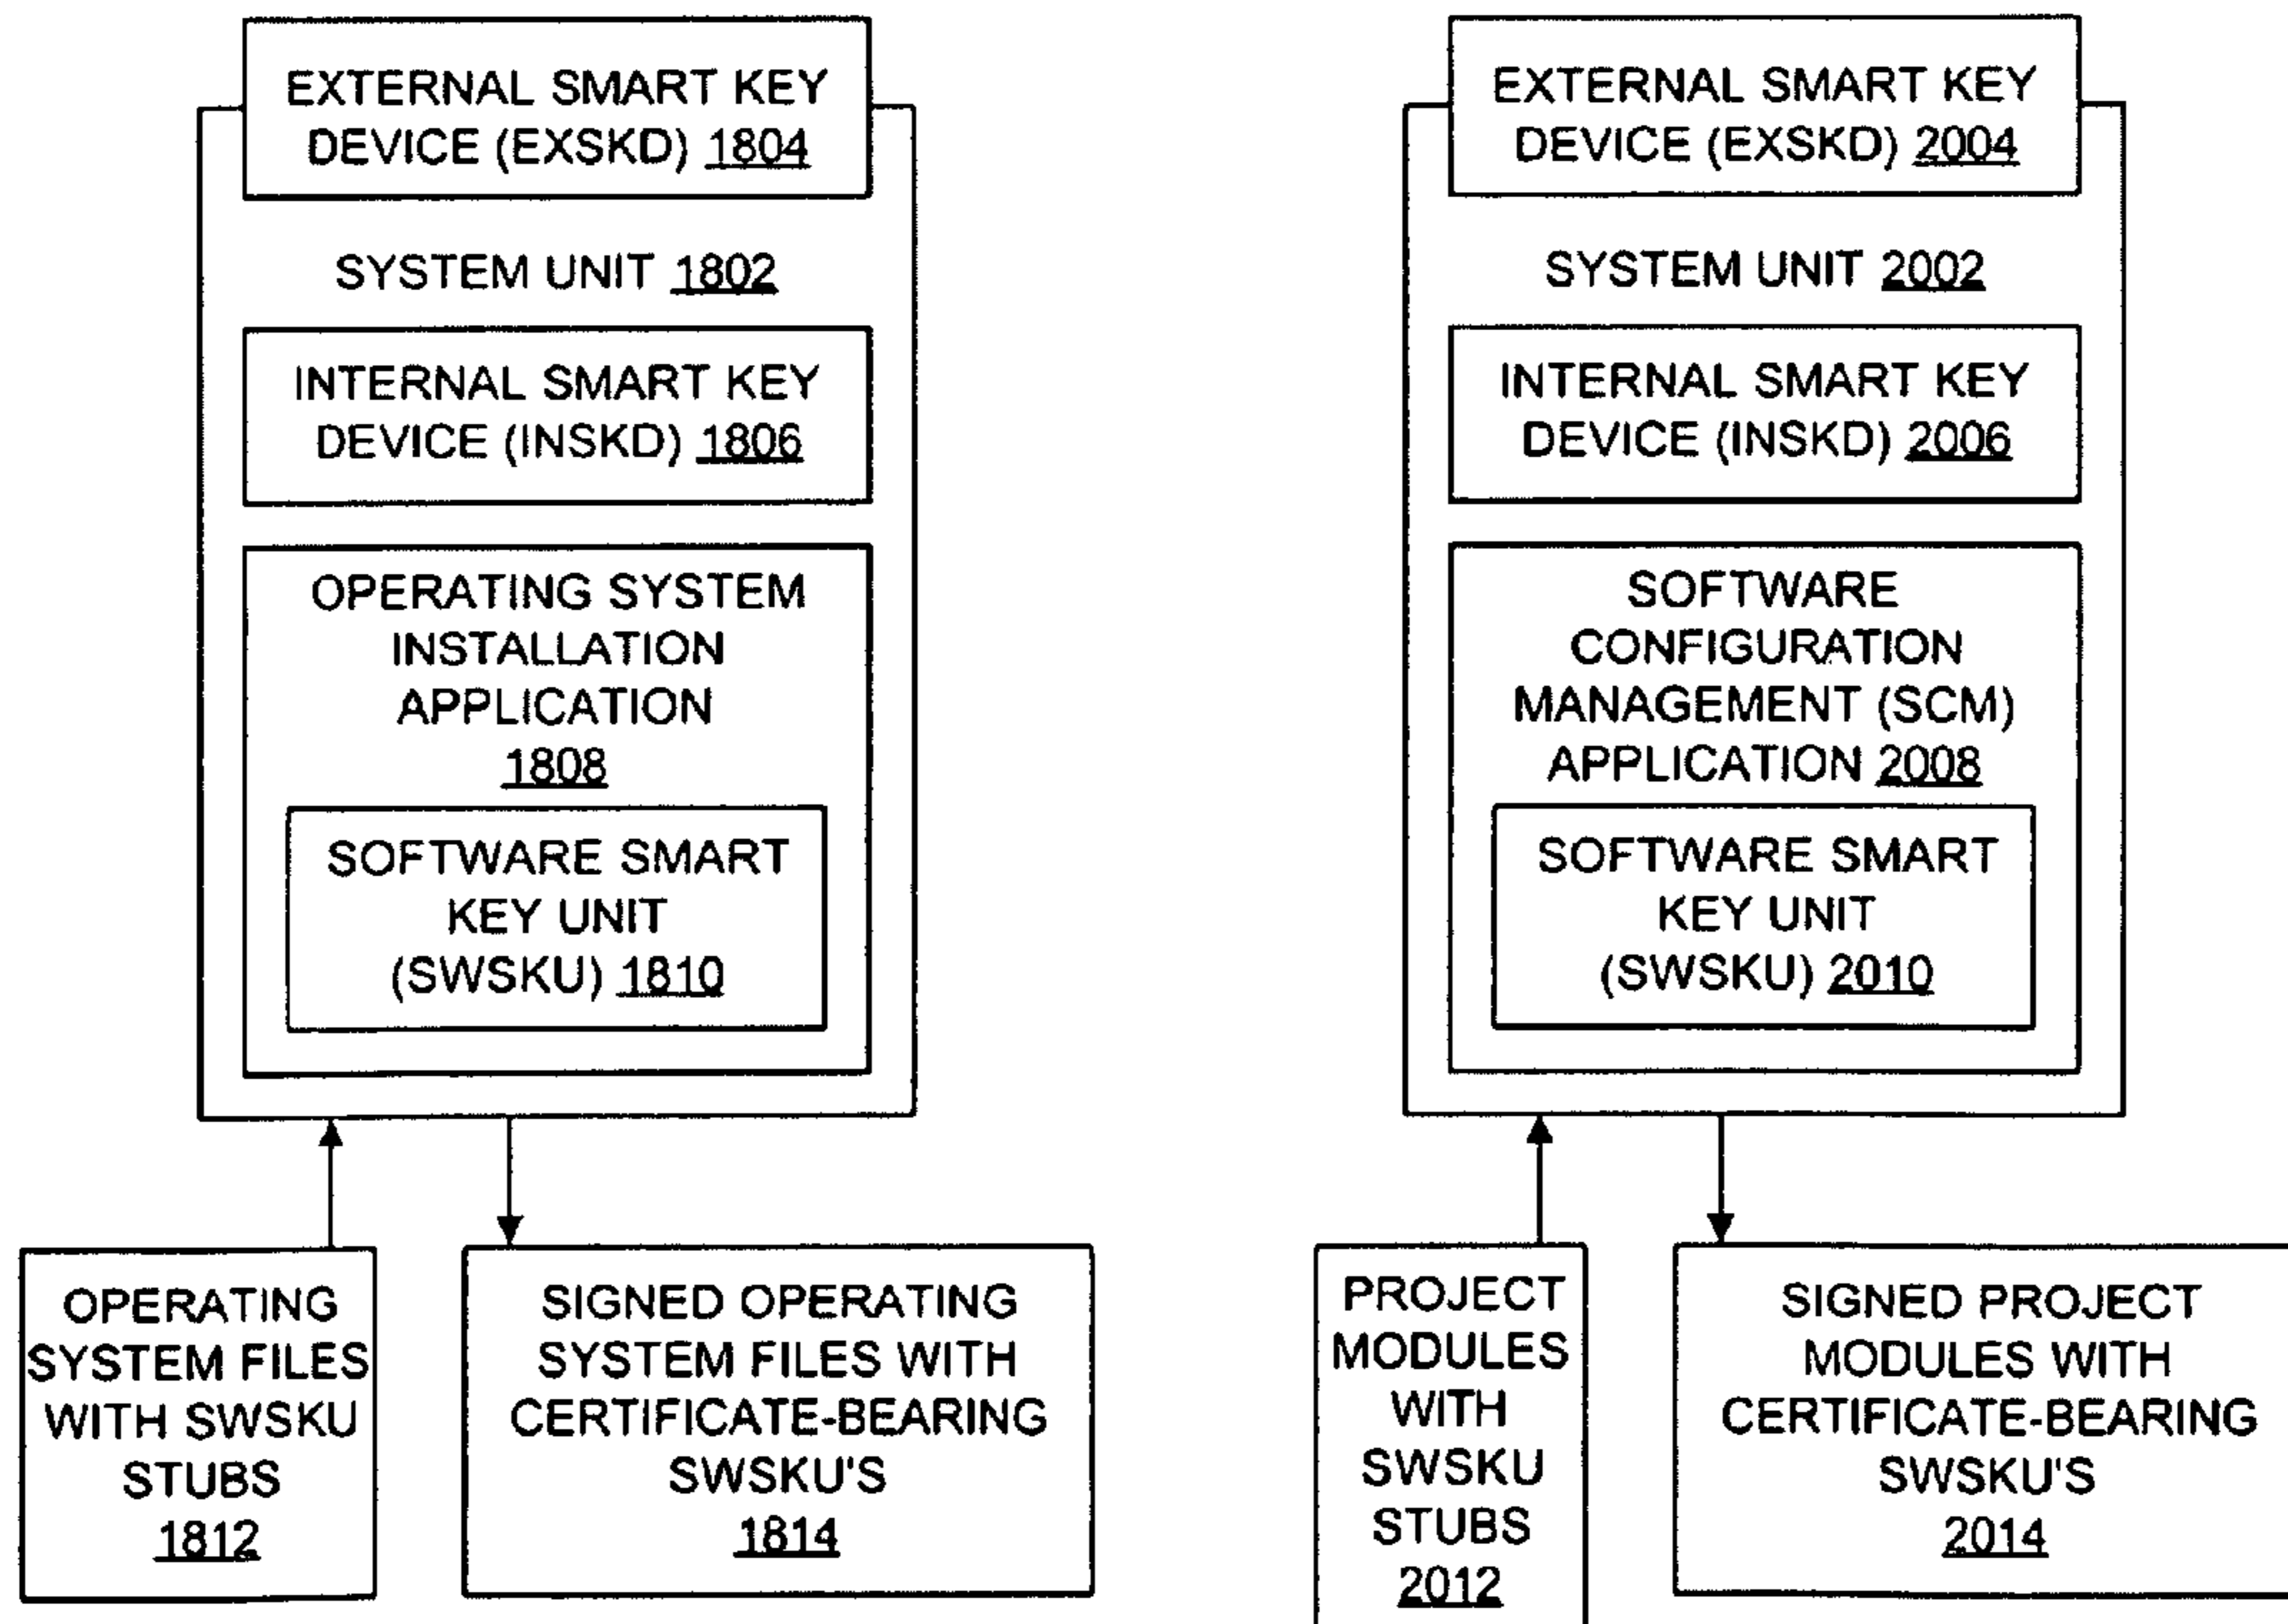 EXTERNAL SMART KEY
DEVICE (EXSKD) 1804
SYSTEM UNIT 1802
INTERNAL SMART KEY
DEVICE (INSKD) 1806
OPERATING SYSTEM
INSTALLATION
APPLICATION
1808
SOFTWARE SMART
KEY UNIT
(SWSKU) 1810
OPERATING
SYSTEM FILES
WITH SWSKU
STUBS
1812
SIGNED OPERATING
SYSTEM FILES WITH
CERTIFICATE-BEARING
SWSKU'S
1814
EXTERNAL SMART KEY
DEVICE (EXSKD) 2004
SYSTEM UNIT 2002
INTERNAL SMART KEY
DEVICE (INSKD) 2006
SOFTWARE
CONFIGURATION
MANAGEMENT (SCM)
APPLICATION 2008
SOFTWARE SMART
KEY UNIT
(SWSKU) 2010
PROJECT
MODULES
WITH
SWSKU
STUBS
2012
SIGNED PROJECT
MODULES WITH
CERTIFICATE-BEARING
SWSKU'S
2014